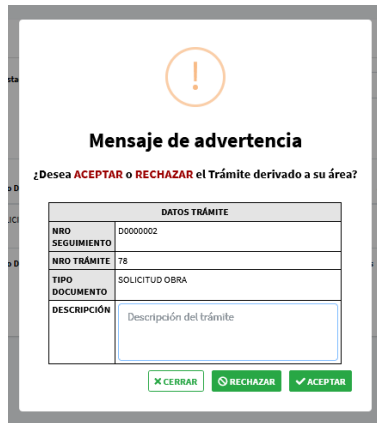 Mensaje de advertencia
¿Desea ACEPTAR o RECHAZAR el Trámite derivado a su área?
DATOS TRÁMITE
NRO SEGUIMIENTO D0000002
NRO TRÁMITE 78
TIPO DOCUMENTO SOLICITUD OBRA
DESCRIPCIÓN Descripción del trámite
CERRAR RECHAZAR ACEPTAR